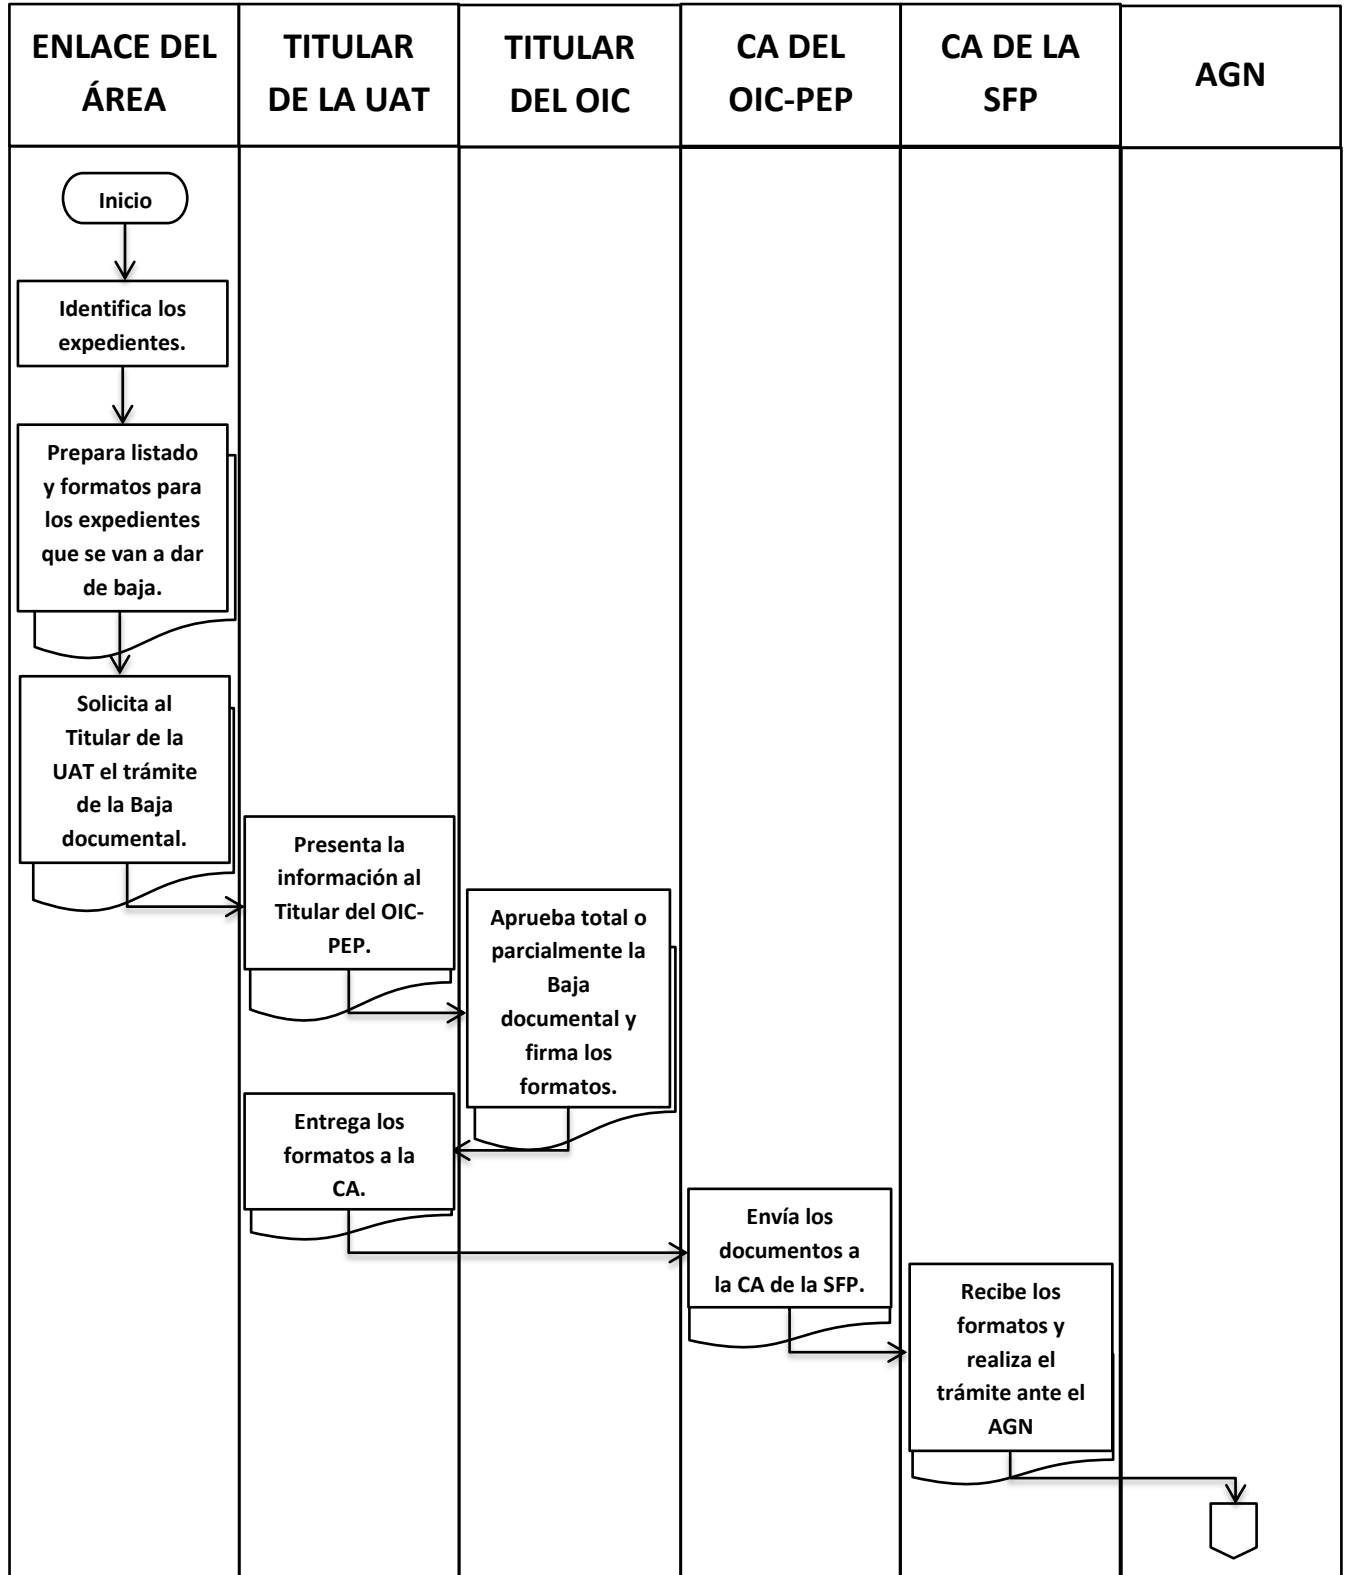 ENLACE DEL
ÁREA
TITULAR
DE LA UAT
TITULAR
DEL OIC
CA DEL
OIC-PEP
CA DE LA
SFP
AGN
Inicio
Identifica los
expedientes.
Prepara listado
y formatos para
los expedientes
que se van a dar
de baja.
Solicita al
Titular de la
UAT el trámite
de la Baja
documental.
Presenta la
información al
Titular del OIC-
PEP.
Aprueba total o
parcialmente la
Baja
documental y
firma los
formatos.
Entrega los
formatos a la
CA.
Envía los
documentos a
la CA de la SFP.
Recibe los
formatos y
realiza el
trámite ante el
AGN